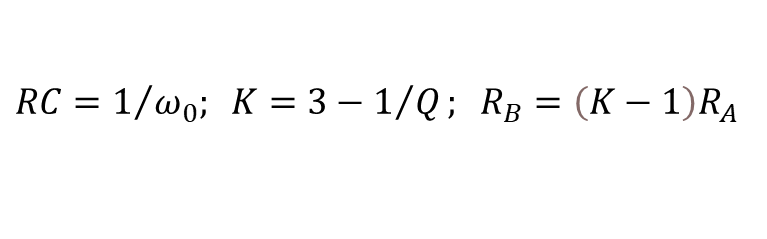 RC = 1/ω₀; K = 3 − 1/Q ; R_B = (K − 1)R_A